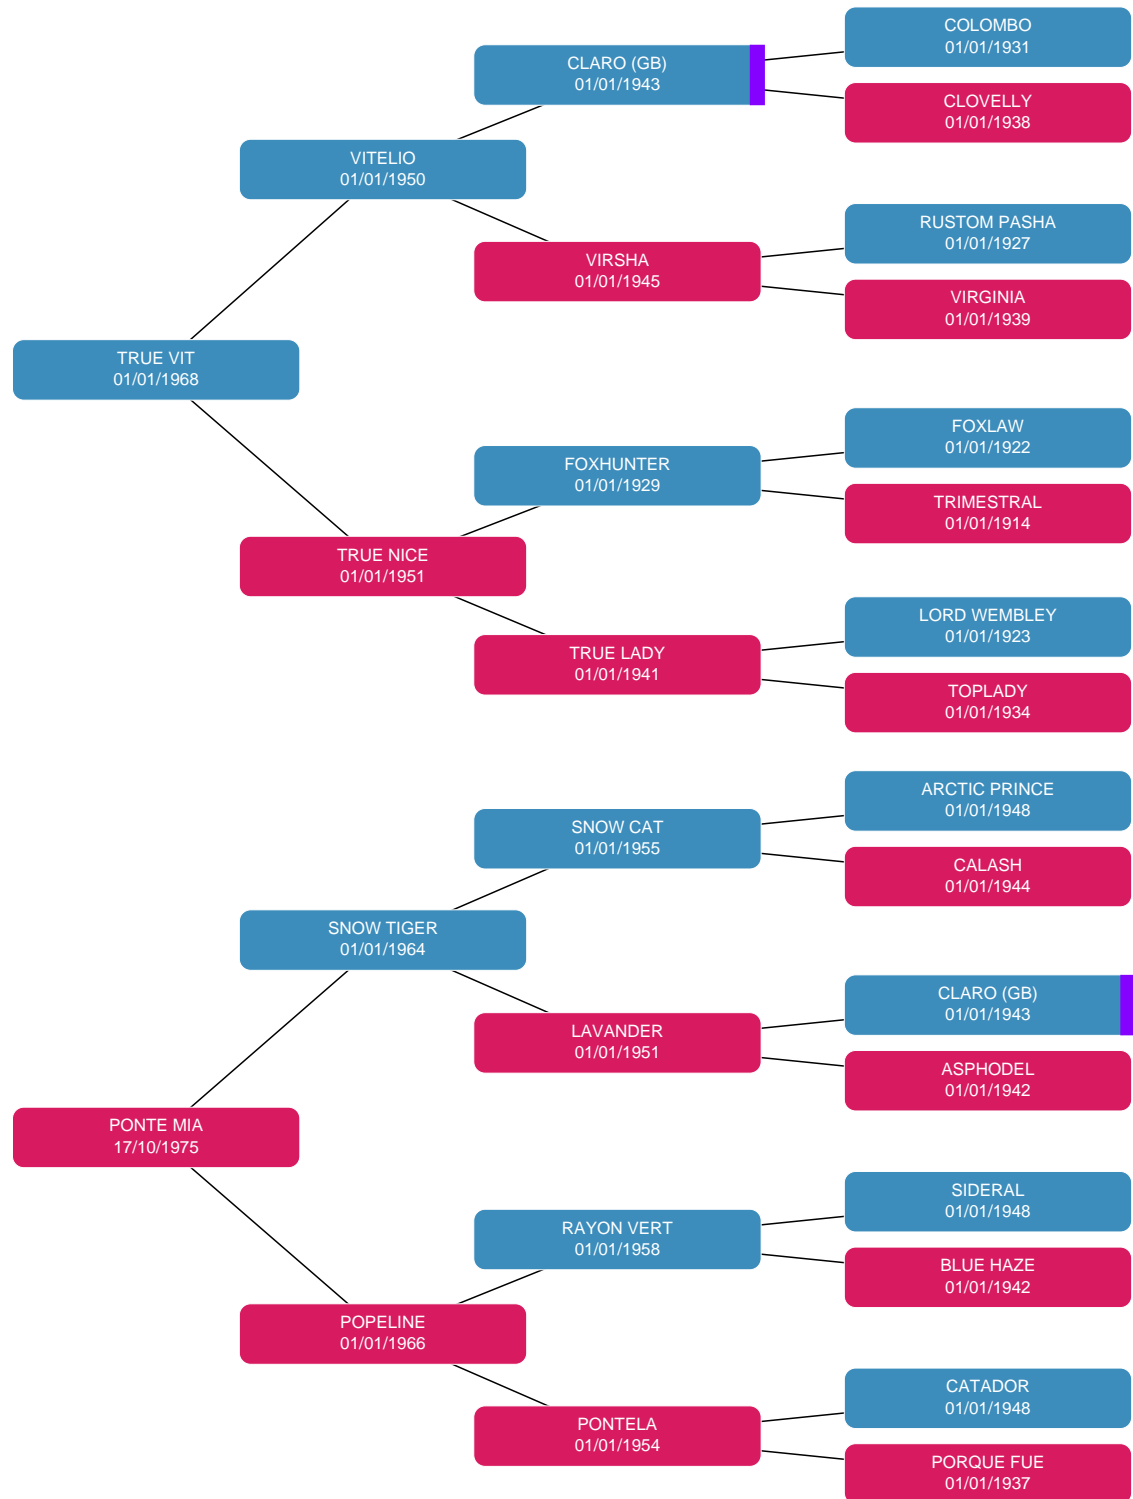 COLOMBO
01/01/1931
CLARO (GB)
01/01/1943
CLOVELLY
01/01/1938
VITELIO
01/01/1950
RUSTOM PASHA
01/01/1927
VIRSHA
01/01/1945
VIRGINIA
01/01/1939
TRUE VIT
01/01/1968
FOXLAW
01/01/1922
FOXHUNTER
01/01/1929
TRIMESTRAL
01/01/1914
TRUE NICE
01/01/1951
LORD WEMBLEY
01/01/1923
TRUE LADY
01/01/1941
TOPLADY
01/01/1934
ARCTIC PRINCE
01/01/1948
SNOW CAT
01/01/1955
CALASH
01/01/1944
SNOW TIGER
01/01/1964
CLARO (GB)
01/01/1943
LAVANDER
01/01/1951
ASPHODEL
01/01/1942
PONTE MIA
17/10/1975
SIDERAL
01/01/1948
RAYON VERT
01/01/1958
BLUE HAZE
01/01/1942
POPELINE
01/01/1966
CATADOR
01/01/1948
PONTELA
01/01/1954
PORQUE FUE
01/01/1937